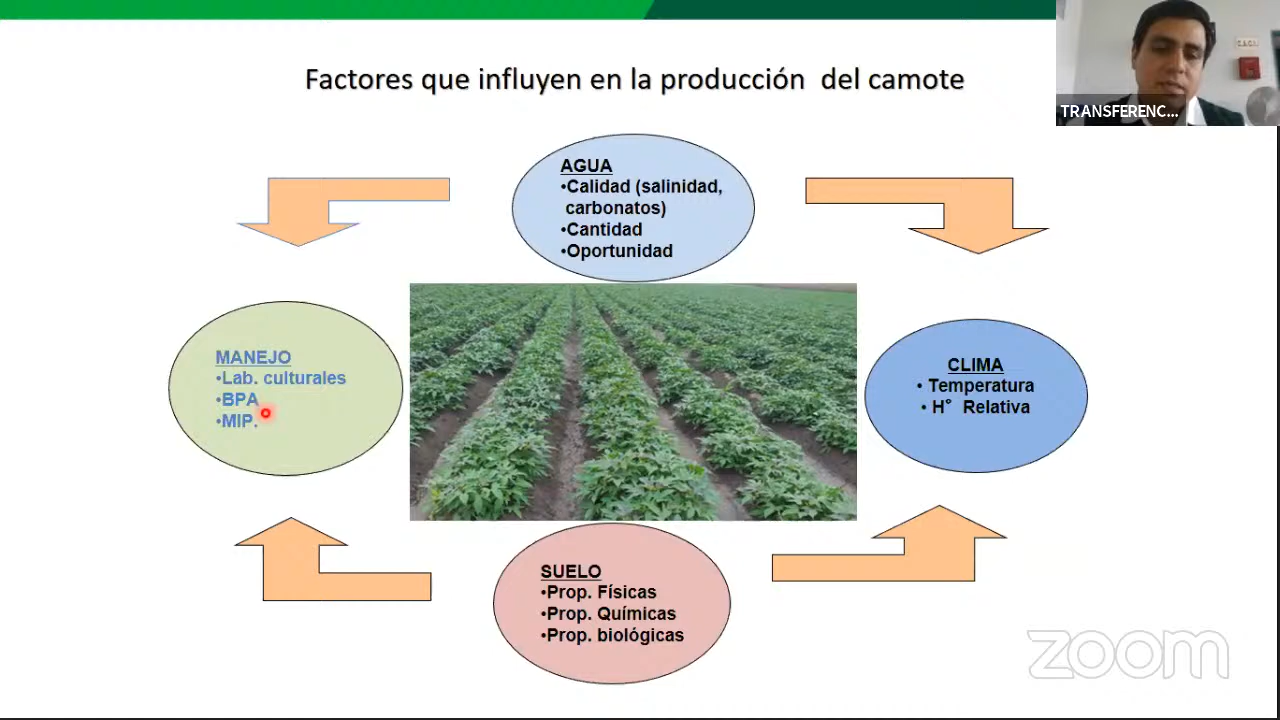 Factores que influyen en la producción  del camote
TRANSFERENC...
AGUA
•Calidad (salinidad,
carbonatos)
•Cantidad
•Oportunidad
MANEJO
•Lab. culturales
•BPA
•MIP.
CLIMA
• Temperatura
• H° Relativa
SUELO
•Prop. Físicas
•Prop. Químicas
•Prop. biológicas
zoom